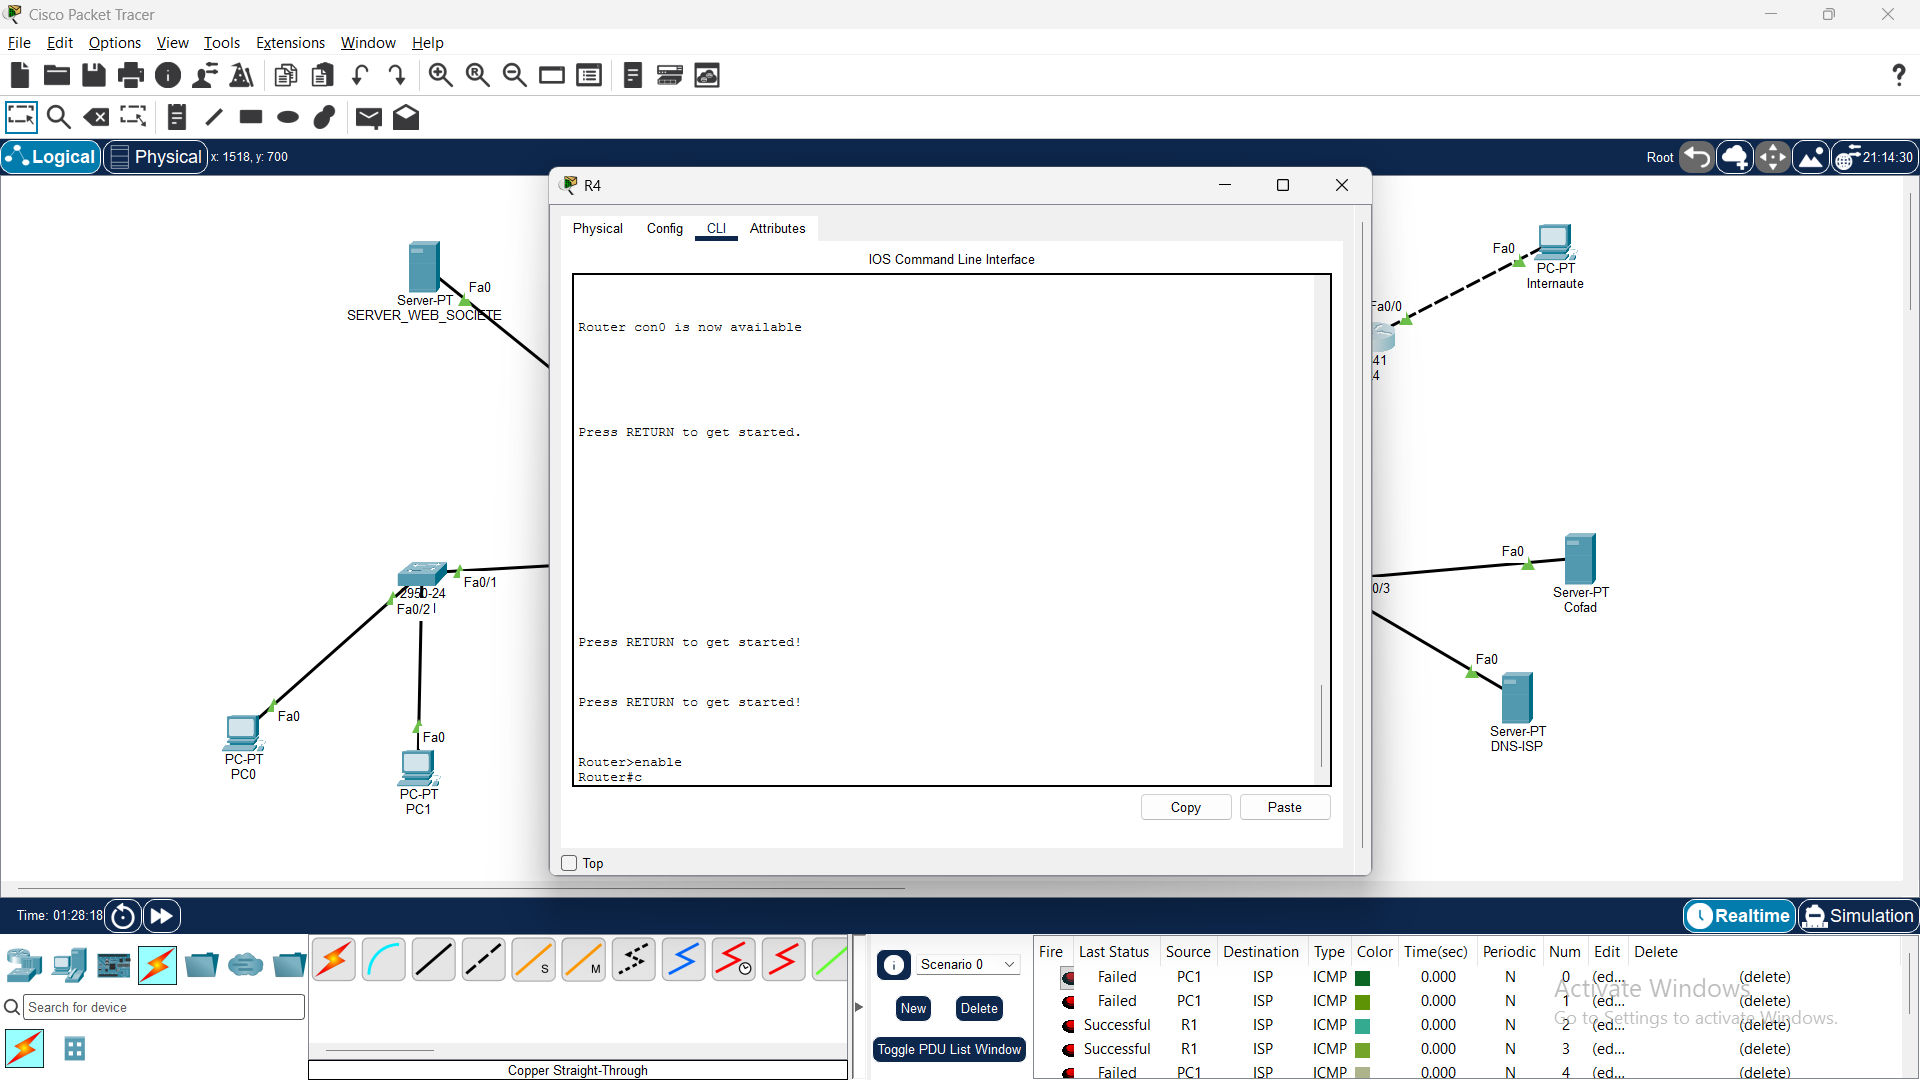 Cisco Packet Tracer
File Edit Options View Tools Extensions Window Help
Logical Physical x: 1518, y: 700 Root 21:14:30
R4
Physical Config CLI Attributes
IOS Command Line Interface
Router con0 is now available
Press RETURN to get started.
Press RETURN to get started!
Press RETURN to get started!
Router>enable
Router#c
Copy Paste
Top
Fa0
Server-PT
SERVER_WEB_SOCIETE
Fa0/1
2950-24
Fa0/2
Fa0
PC-PT
PC0
Fa0
PC-PT
PC1
Fa0
PC-PT
Internaute
Fa0/0
41
4
Fa0
Server-PT
Cofad
0/3
Fa0
Server-PT
DNS-ISP
Time: 01:28:18 Realtime Simulation
S M
Search for device
Copper Straight-Through
Scenario 0
New Delete
Toggle PDU List Window
Fire Last Status Source Destination Type Color Time(sec) Periodic Num Edit Delete
Failed PC1 ISP ICMP 0.000 N 0 (ed... (delete)
Failed PC1 ISP ICMP 0.000 N 1 (ed... (delete)
Successful R1 ISP ICMP 0.000 N 2 (ed... (delete)
Successful R1 ISP ICMP 0.000 N 3 (ed... (delete)
Failed PC1 ISP ICMP 0.000 N 4 (ed... (delete)
Activate Windows
Go to Settings to activate Windows.